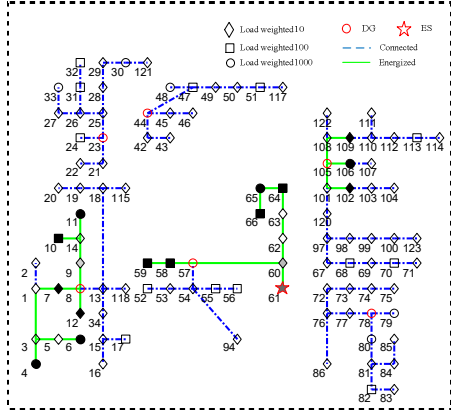 Load weighted10 DG ES
Load weighted100 Connected
Load weighted1000 Energized
32 29 30 121
33 31 28 48 47 49 50 51 117
27 26 25 44 45 46 122 111
24 23 42 43 108 109 110 112 113 114
22 21 105 106 107
20 19 18 115 65 64 101 102 103 104
11 66 63 120
10 14 62 97 98 99 100 123
2 9 59 58 57 60 67 68 69 70 71
1 7 8 13 118 52 53 54 55 56 61 72 73 74 75
12 34 76 77 78 79
3 5 6 15 17 94 80 85
4 16 86 81 84
82 83